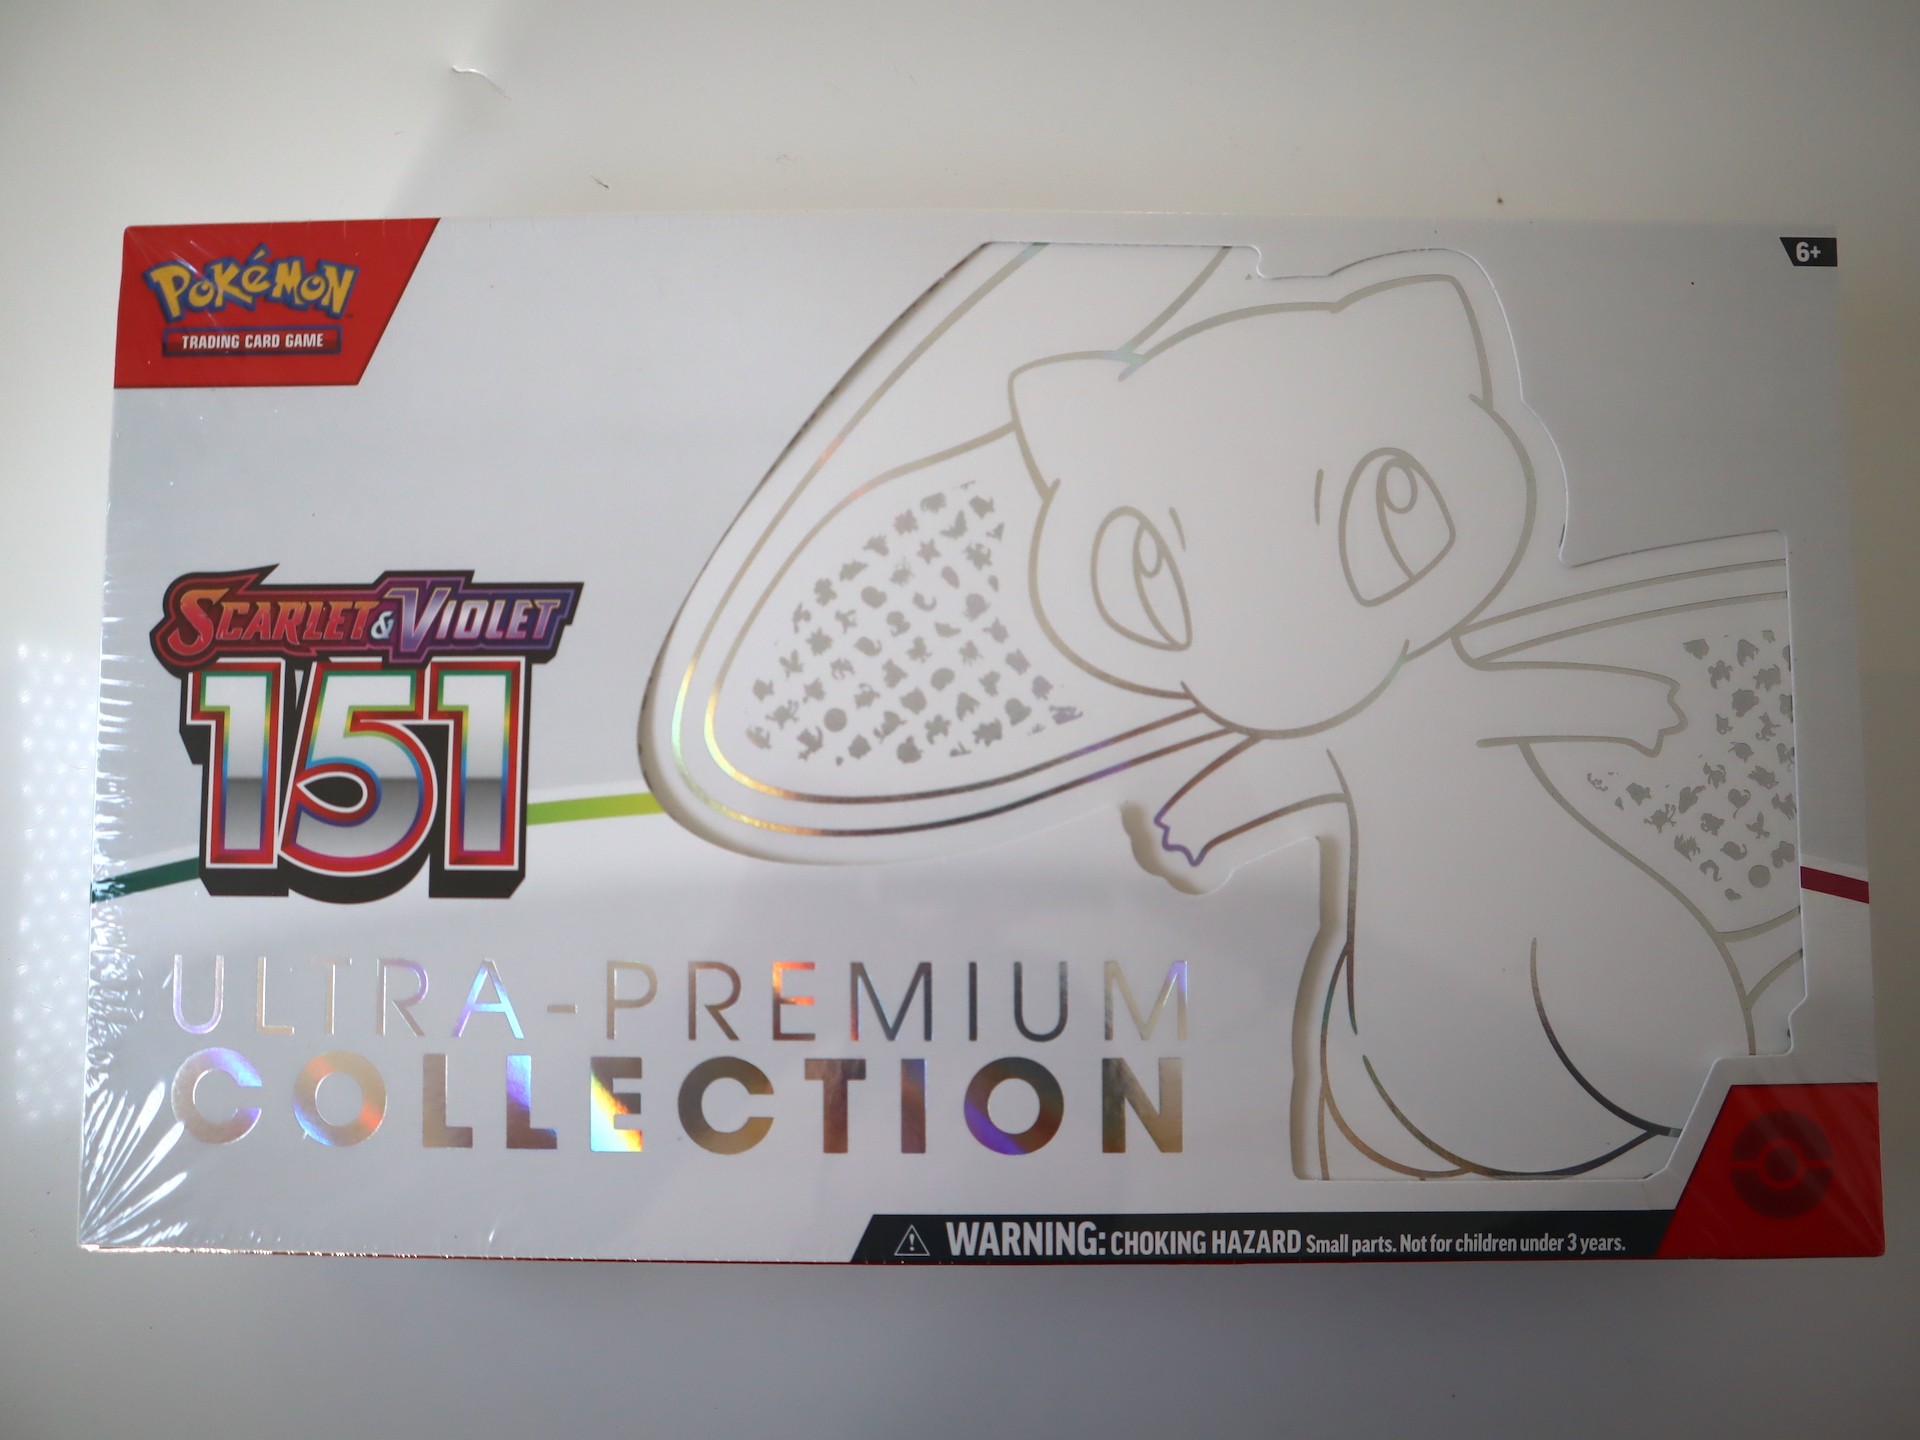 POKéMON
TRADING CARD GAME
6+
SCARLET & VIOLET
151
ULTRA-PREMIUM
COLLECTION
WARNING: CHOKING HAZARD Small parts. Not for children under 3 years.